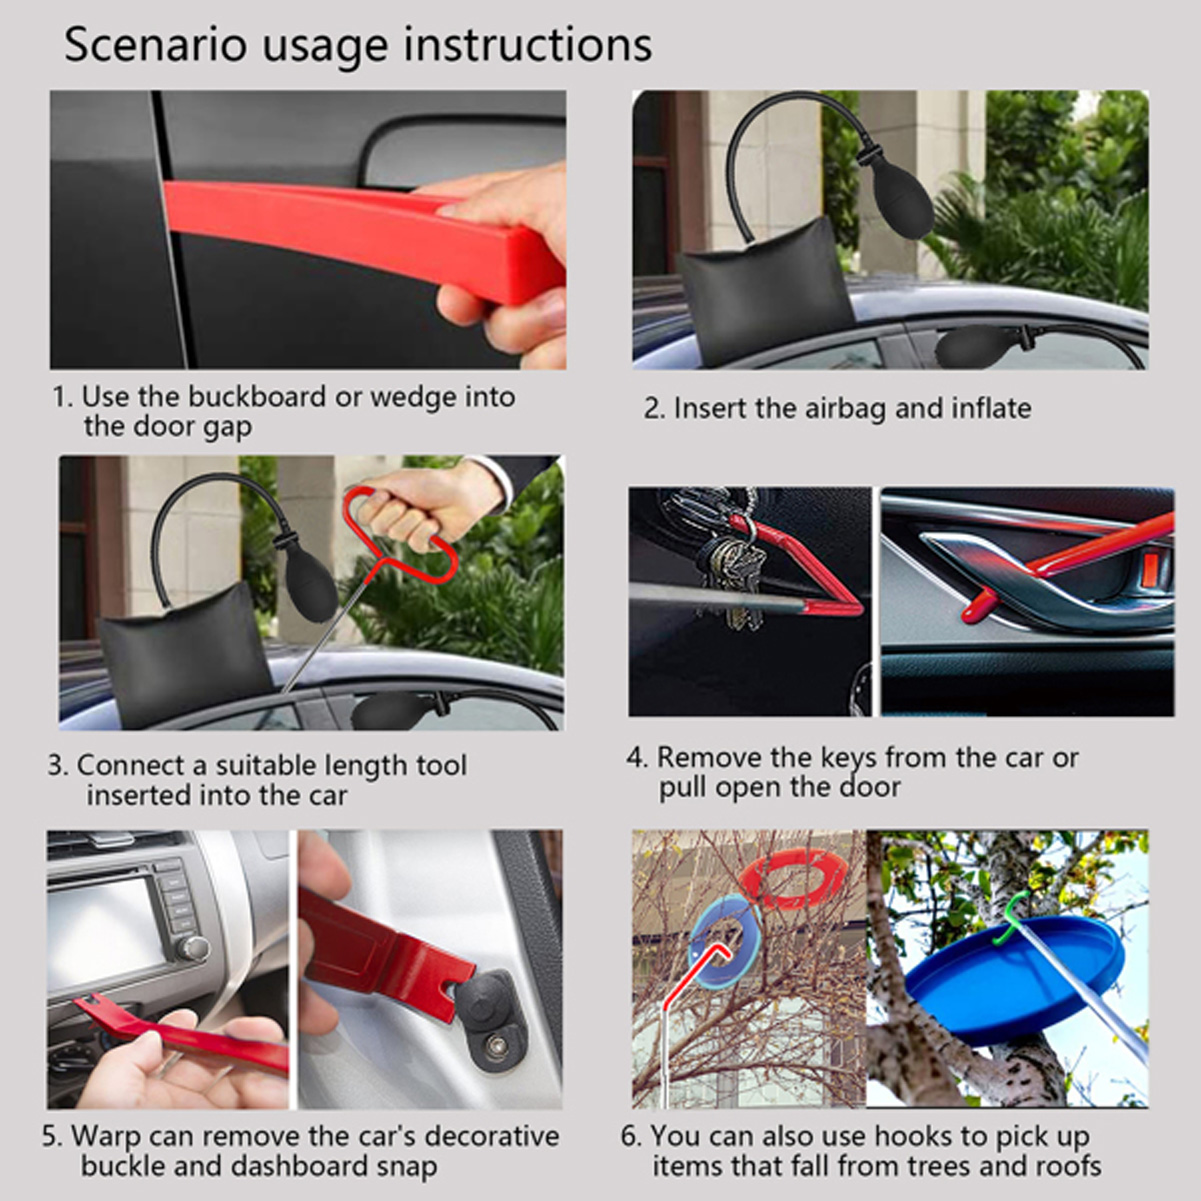 Scenario usage instructions
1. Use the buckboard or wedge into
the door gap
2. Insert the airbag and inflate
3. Connect a suitable length tool
inserted into the car
4. Remove the keys from the car or
pull open the door
5. Warp can remove the car's decorative
buckle and dashboard snap
6. You can also use hooks to pick up
items that fall from trees and roofs